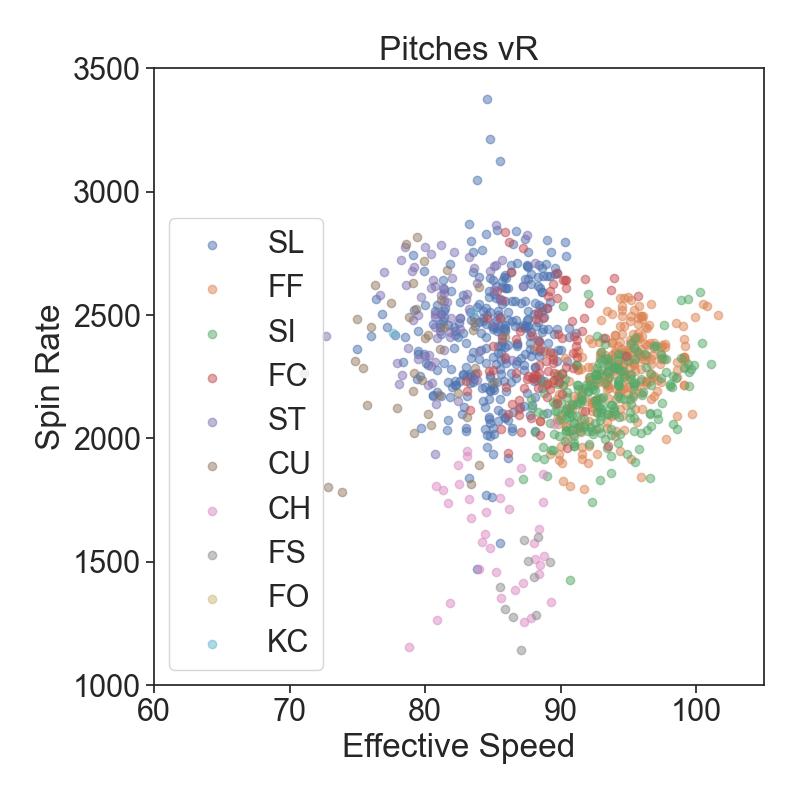 Pitches vR
3500
3000
2500
2000
1500
1000
Spin Rate
SL
FF
SI
FC
ST
CU
CH
FS
FO
KC
60 70 80 90 100
Effective Speed